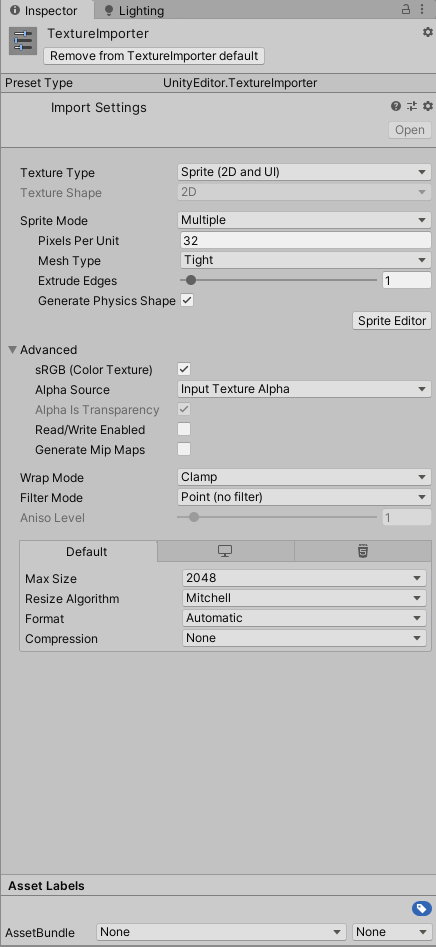 Inspector Lighting
TextureImporter
Remove from TextureImporter default
Preset Type UnityEditor.TextureImporter
Import Settings
Open
Texture Type Sprite (2D and UI)
Texture Shape 2D
Sprite Mode Multiple
Pixels Per Unit 32
Mesh Type Tight
Extrude Edges 1
Generate Physics Shape
Sprite Editor
Advanced
sRGB (Color Texture)
Alpha Source Input Texture Alpha
Alpha Is Transparency
Read/Write Enabled
Generate Mip Maps
Wrap Mode Clamp
Filter Mode Point (no filter)
Aniso Level 1
Default
Max Size 2048
Resize Algorithm Mitchell
Format Automatic
Compression None
Asset Labels
AssetBundle None None